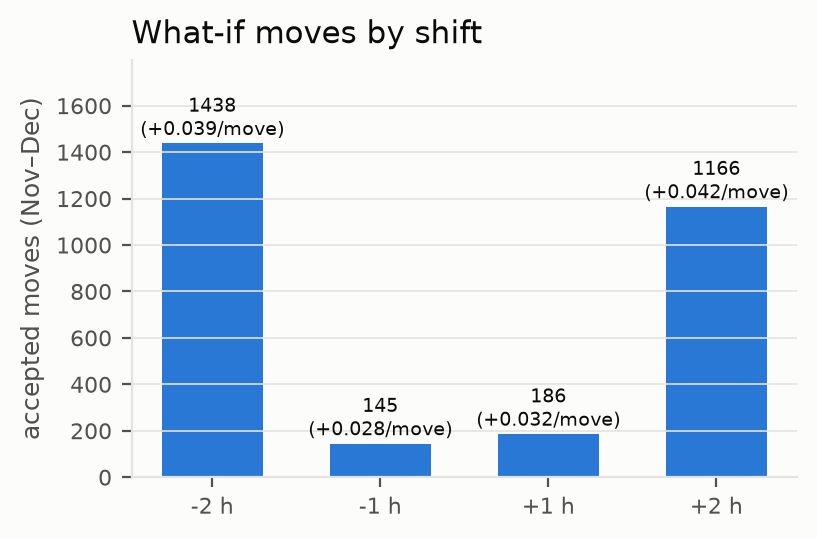 What-if moves by shift
accepted moves (Nov–Dec)
1600
1400
1200
1000
800
600
400
200
0
1438
(+0.039/move)
145
(+0.028/move)
186
(+0.032/move)
1166
(+0.042/move)
-2 h
-1 h
+1 h
+2 h